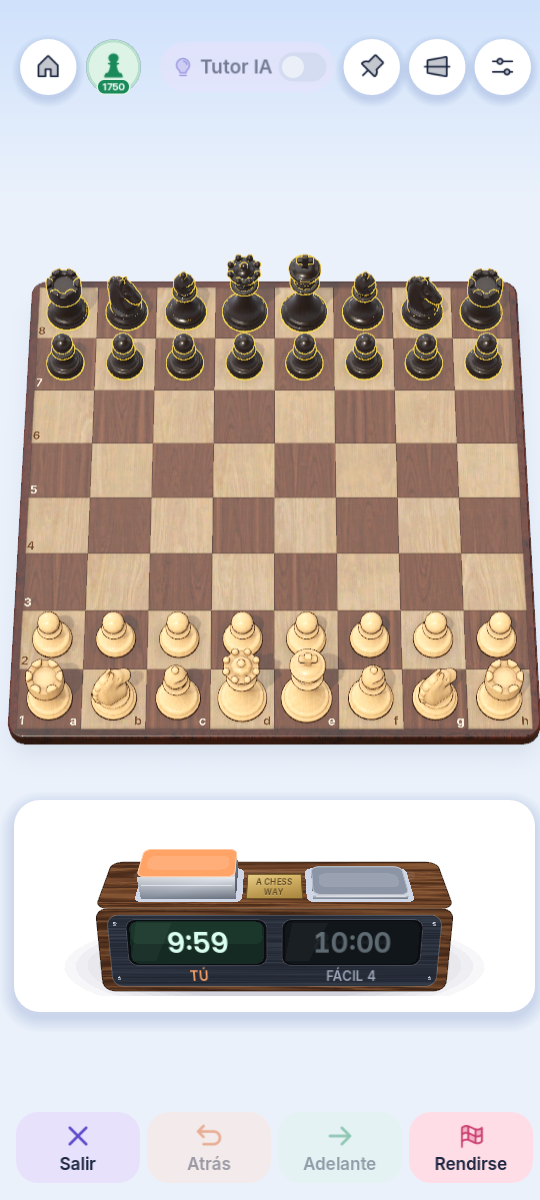 Tutor IA
1750
8
7
6
5
4
3
2
1 a b c d e f g h
A CHESS
WAY
9:59 10:00
TÚ FÁCIL 4
Salir Atrás Adelante Rendirse